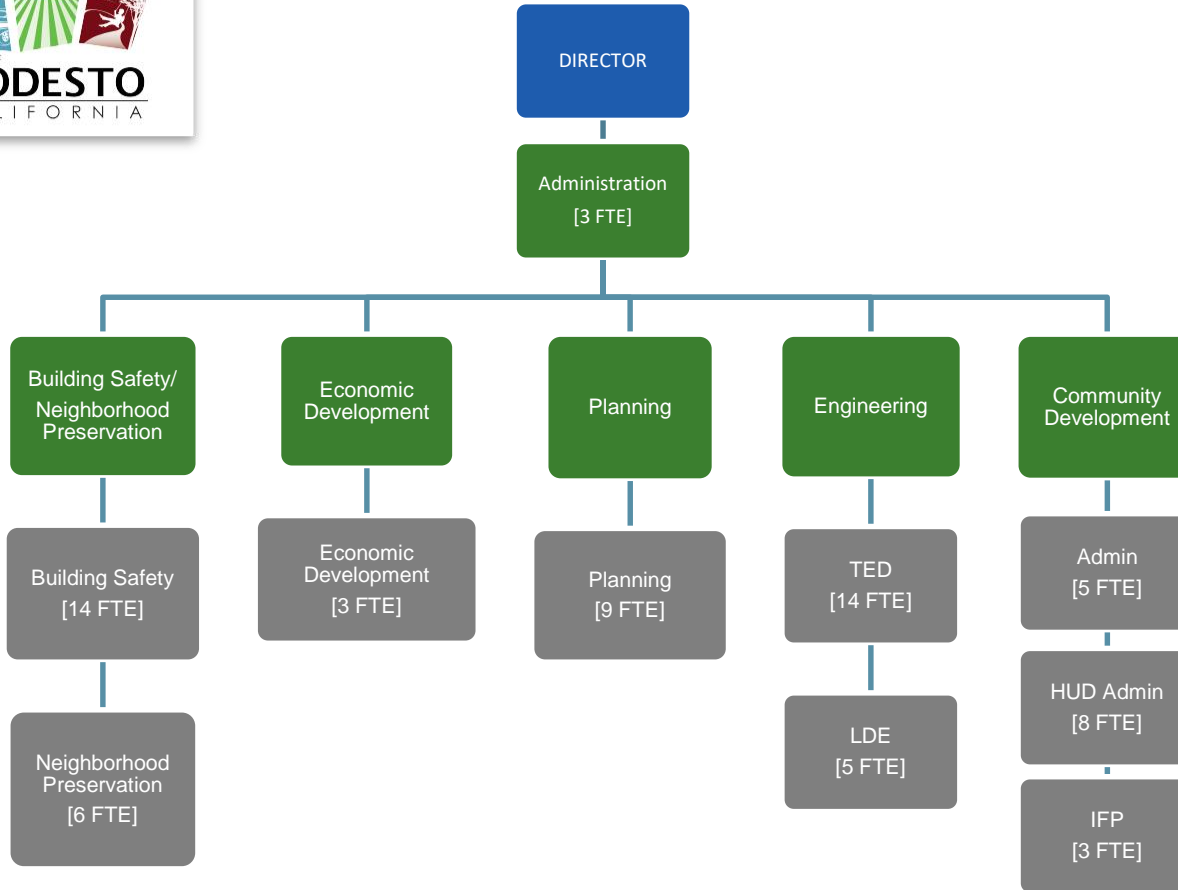 DIRECTOR
Administration
[3 FTE]
Building Safety/
Neighborhood
Preservation
Economic
Development
Planning
Engineering
Community
Development
Building Safety
[14 FTE]
Economic
Development
[3 FTE]
Planning
[9 FTE]
TED
[14 FTE]
Admin
[5 FTE]
Neighborhood
Preservation
[6 FTE]
LDE
[5 FTE]
HUD Admin
[8 FTE]
IFP
[3 FTE]